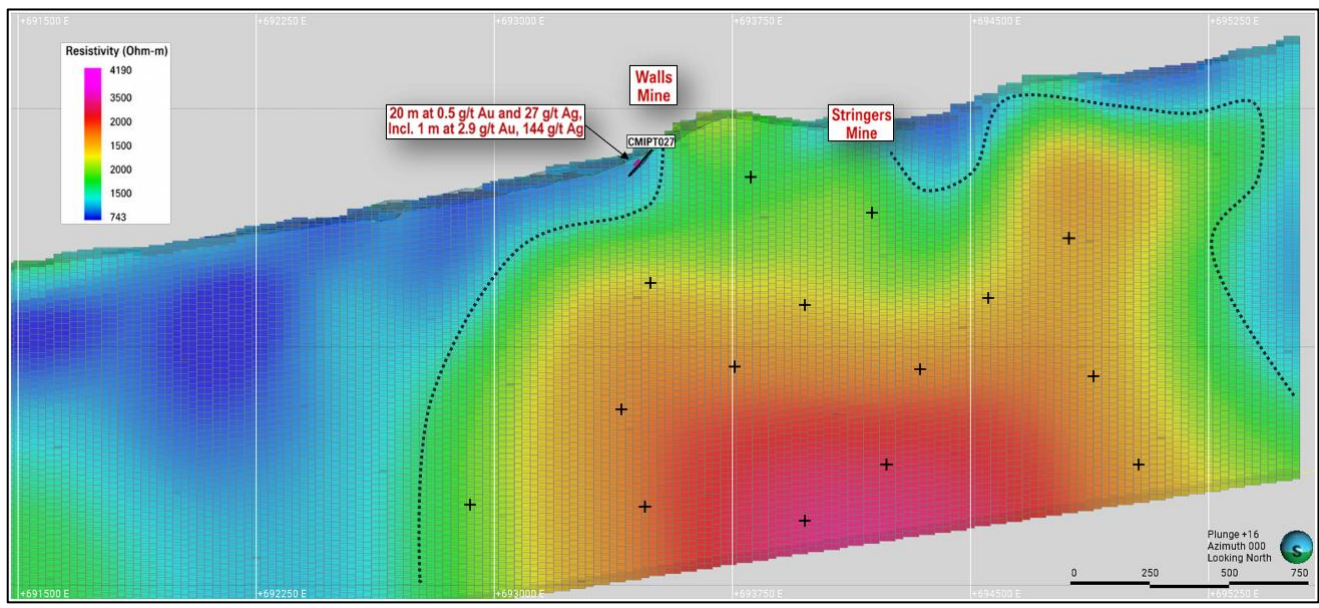 +691500 E
+692250 E
+693000 E
+693750 E
+694500 E
+695250 E
Resistivity (Ohm-m)
4190
3500
2000
1500
2000
1500
743
Walls
Mine
20 m at 0.5 g/t Au and 27 g/t Ag,
Incl. 1 m at 2.9 g/t Au, 144 g/t Ag
CMIPT027
Stringers
Mine
Plunge +16
Azimuth 000
Looking North
S
0
250
500
750
+691500 E
+692250 E
+693000 E
+693750 E
+694500 E
+695250 E